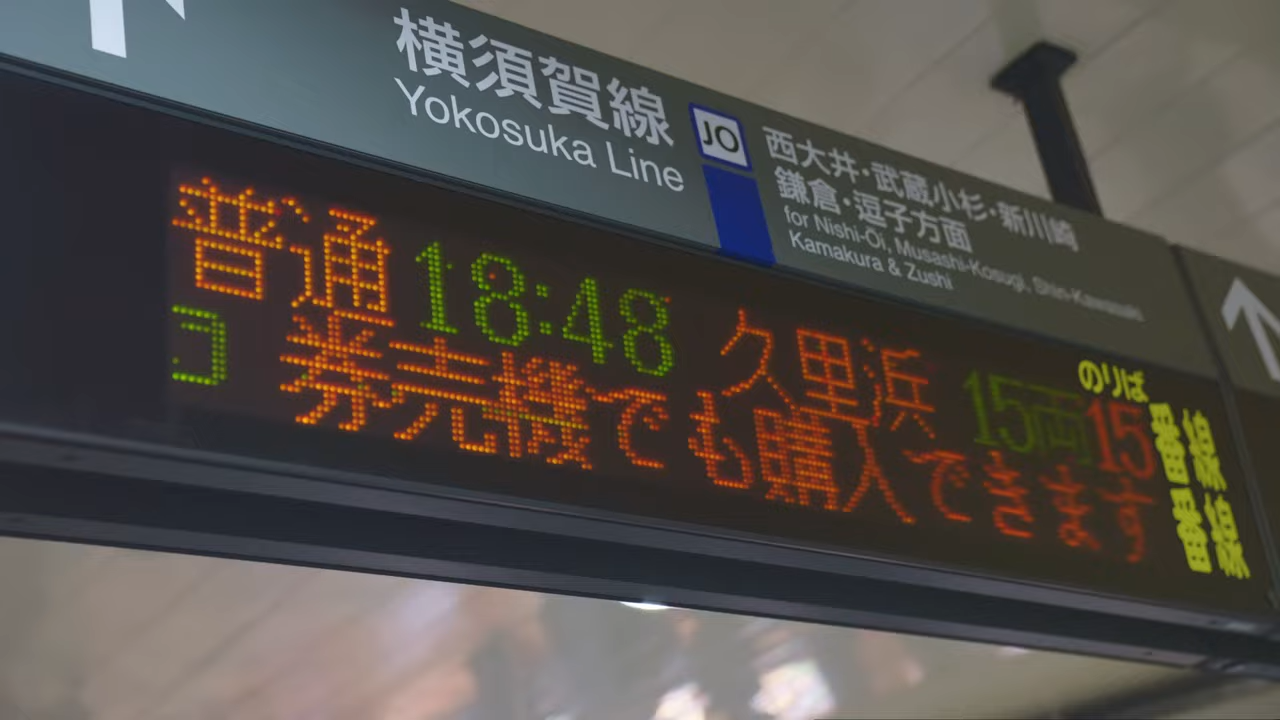 横須賀線
Yokosuka Line
JO
西大井・武蔵小杉・新川崎
鎌倉・逗子方面
for Nishi-Oi, Musashi-Kosugi, Shin-Kawasaki
Kamakura & Zushi
普通 18:48 久里浜 15両 のりば 15 番線
コ 券売機でも購入できます 番線